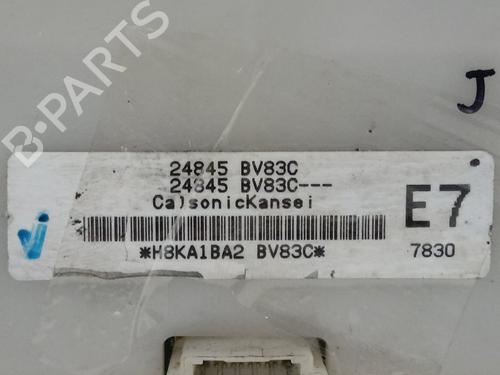 B-PARTS
J
24845 BV83C
24845 BV83C---
CalsonicKansei
E7
*H8KA1BA2 BV83C*
7830